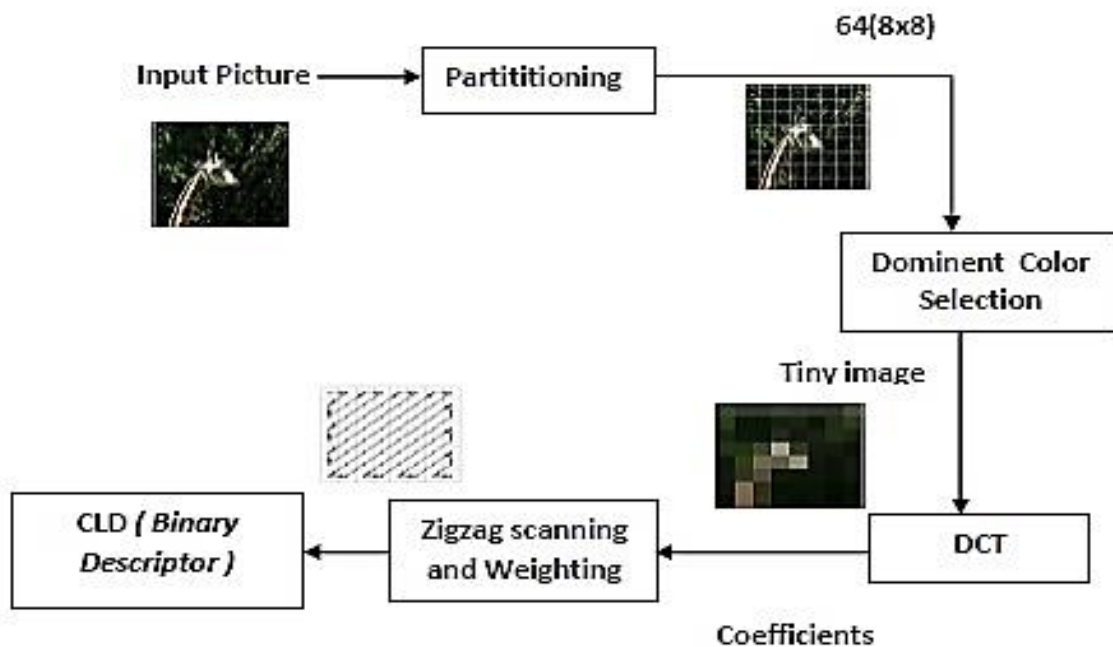 64(8x8)
Input Picture
Partititioning
Dominent Color
Selection
Tiny image
DCT
Zigzag scanning
and Weighting
CLD ( Binary
Descriptor )
Coefficients